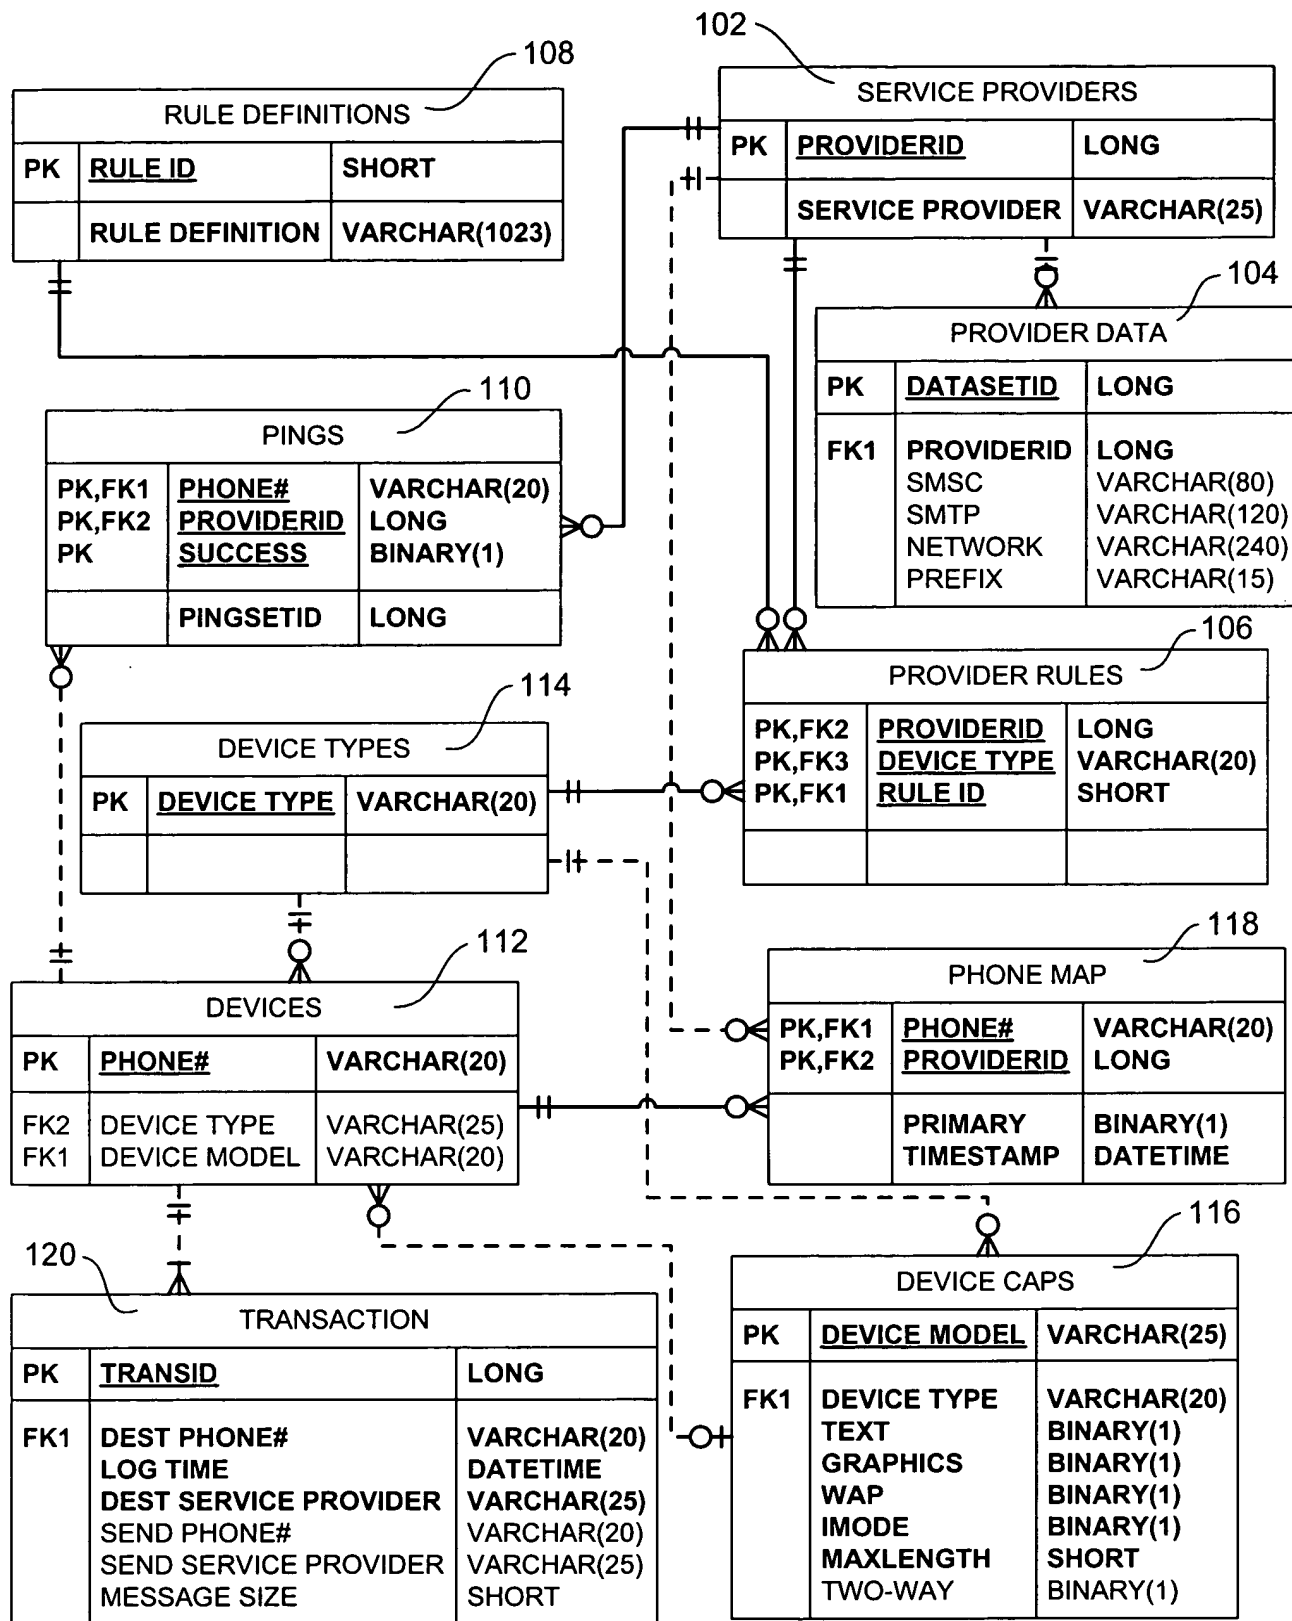 108
RULE DEFINITIONS
PK RULE ID SHORT
RULE DEFINITION VARCHAR(1023)
102
SERVICE PROVIDERS
PK PROVIDERID LONG
SERVICE PROVIDER VARCHAR(25)
104
PROVIDER DATA
PK DATASETID LONG
FK1 PROVIDERID LONG
SMSC VARCHAR(80)
SMTP VARCHAR(120)
NETWORK VARCHAR(240)
PREFIX VARCHAR(15)
110
PINGS
PK,FK1 PHONE# VARCHAR(20)
PK,FK2 PROVIDERID LONG
PK SUCCESS BINARY(1)
PINGSETID LONG
106
PROVIDER RULES
PK,FK2 PROVIDERID LONG
PK,FK3 DEVICE TYPE VARCHAR(20)
PK,FK1 RULE ID SHORT
114
DEVICE TYPES
PK DEVICE TYPE VARCHAR(20)
112
DEVICES
PK PHONE# VARCHAR(20)
FK2 DEVICE TYPE VARCHAR(25)
FK1 DEVICE MODEL VARCHAR(20)
118
PHONE MAP
PK,FK1 PHONE# VARCHAR(20)
PK,FK2 PROVIDERID LONG
PRIMARY BINARY(1)
TIMESTAMP DATETIME
120
TRANSACTION
PK TRANSID LONG
FK1 DEST PHONE# VARCHAR(20)
LOG TIME DATETIME
DEST SERVICE PROVIDER VARCHAR(25)
SEND PHONE# VARCHAR(20)
SEND SERVICE PROVIDER VARCHAR(25)
MESSAGE SIZE SHORT
116
DEVICE CAPS
PK DEVICE MODEL VARCHAR(25)
FK1 DEVICE TYPE VARCHAR(20)
TEXT BINARY(1)
GRAPHICS BINARY(1)
WAP BINARY(1)
IMODE BINARY(1)
MAXLENGTH SHORT
TWO-WAY BINARY(1)